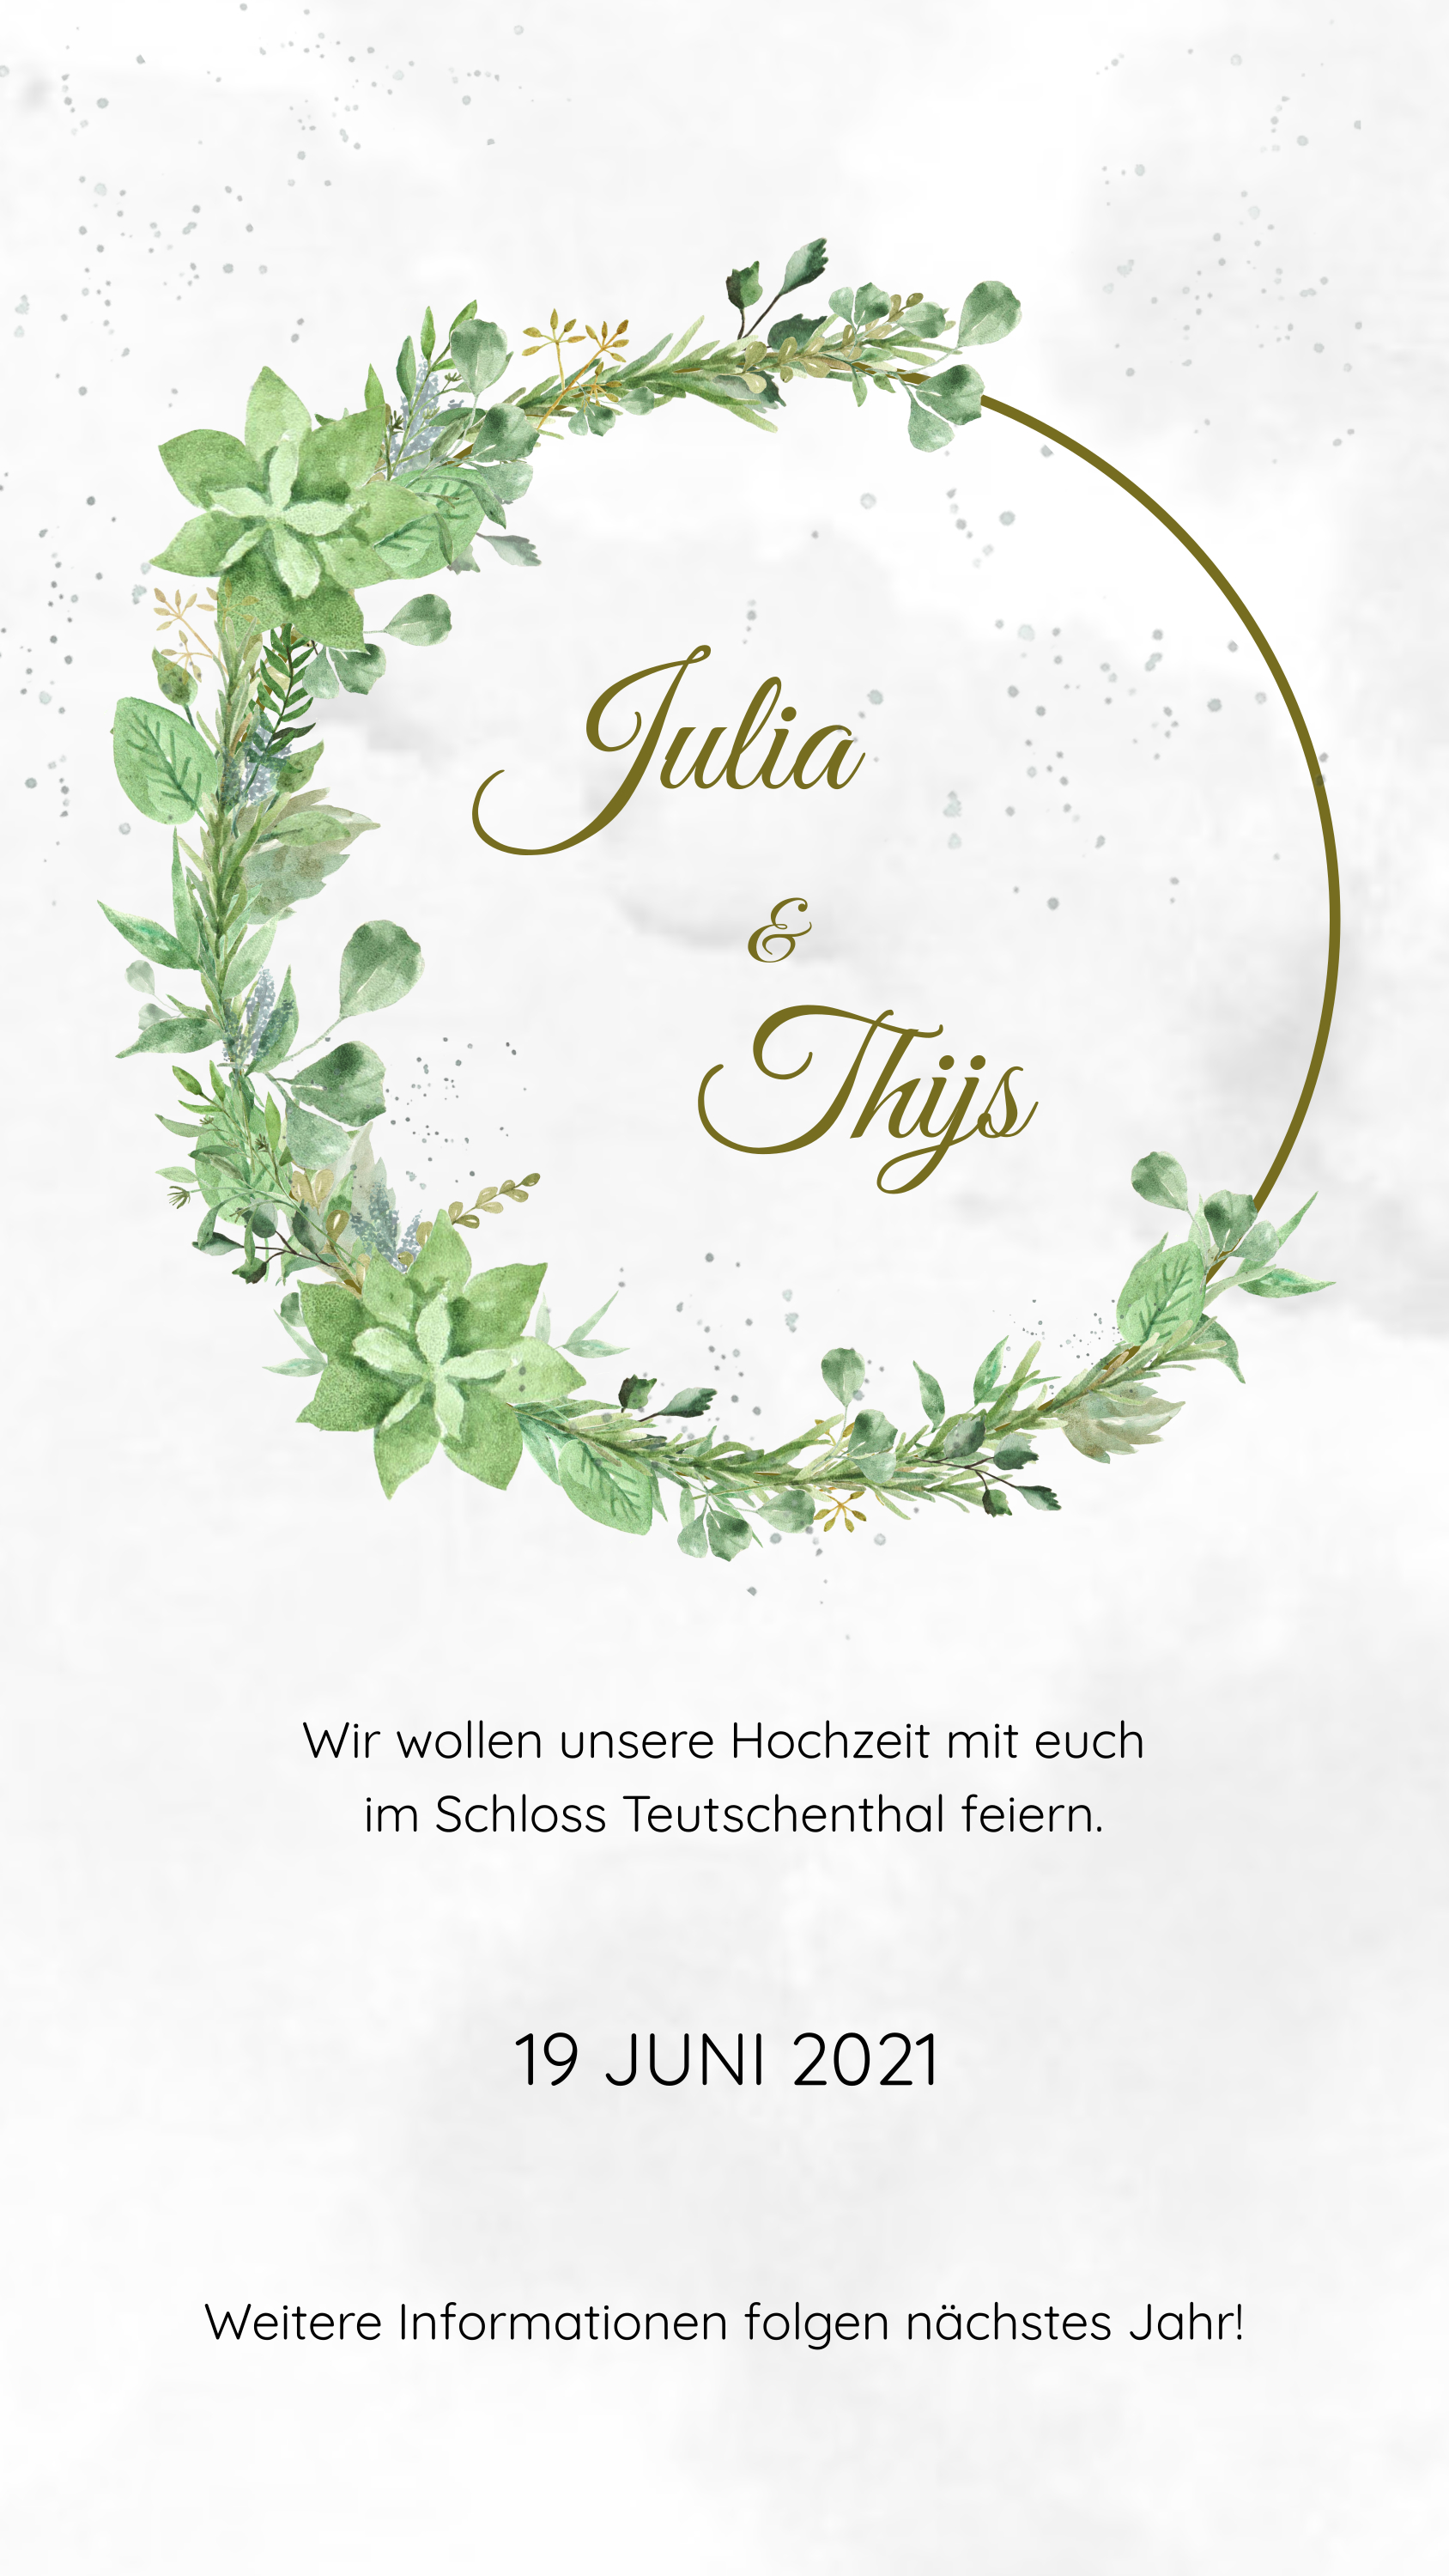 Julia
&
Thijs
Wir wollen unsere Hochzeit mit euch
im Schloss Teutschenthal feiern.
19 JUNI 2021
Weitere Informationen folgen nächstes Jahr!